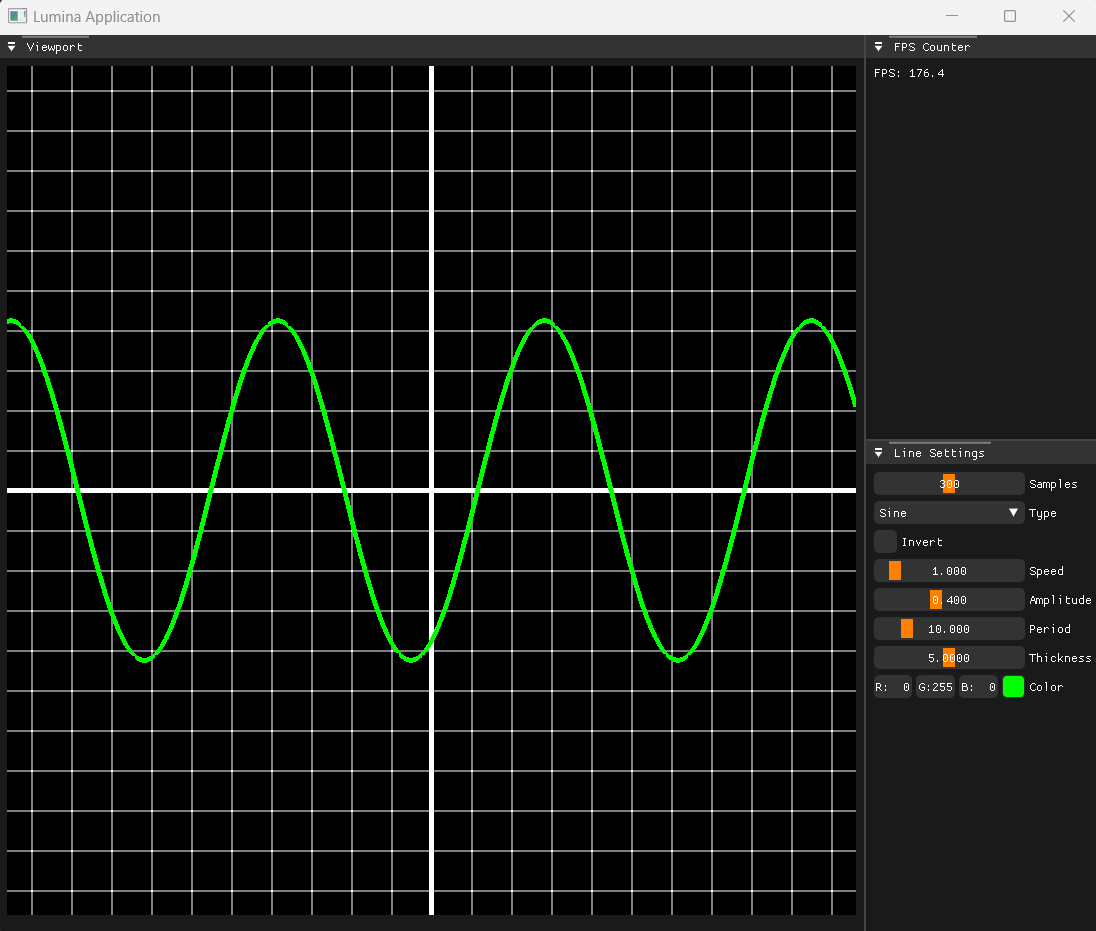 Lumina Application
Viewport
FPS Counter
FPS: 176.4
Line Settings
300 Samples
Sine Type
Invert
1.000 Speed
0.400 Amplitude
10.000 Period
5.0000 Thickness
R: 0 G:255 B: 0 Color